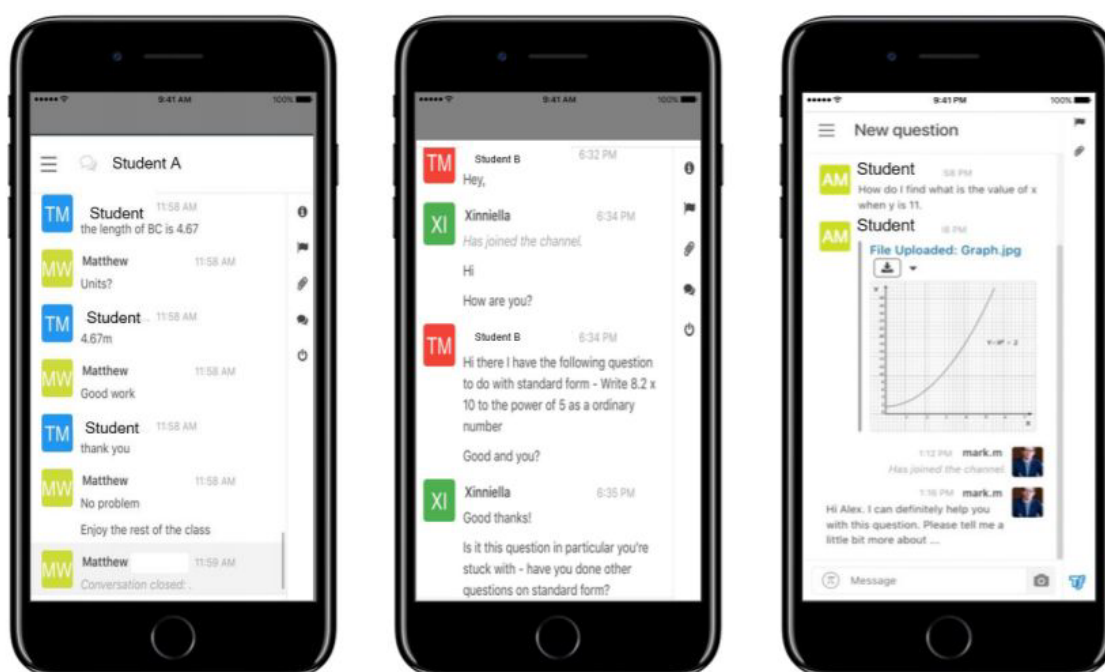 9:41 AM
100%
Student A
TM
Student
11:58 AM
the length of BC is 4.67
MW
Matthew
11:58 AM
Units?
TM
Student
11:58 AM
4.67m
MW
Matthew
11:58 AM
Good work
TM
Student
11:58 AM
thank you
MW
Matthew
11:58 AM
No problem
Enjoy the rest of the class
MW
Matthew
11:59 AM
Conversation closed:
9:41 AM
100%
TM
Student B
6:32 PM
Hey,
XI
Xinniella
6:34 PM
Has joined the channel.
Hi
How are you?
TM
Student B
6:34 PM
Hi there I have the following question
to do with standard form - Write 8.2 x
10 to the power of 5 as a ordinary
number
Good and you?
XI
Xinniella
6:35 PM
Good thanks!
Is it this question in particular you're
stuck with - have you done other
questions on standard form?
9:41 PM
100%
New question
AM
Student
58 PM
How do I find what is the value of x
when y is 11.
AM
Student
18 PM
File Uploaded: Graph.jpg
1:12 PM mark.m
Has joined the channel
1:16 PM mark.m
Hi Alex. I can definitely help you
with this question. Please tell me a
little bit more about ...
Message